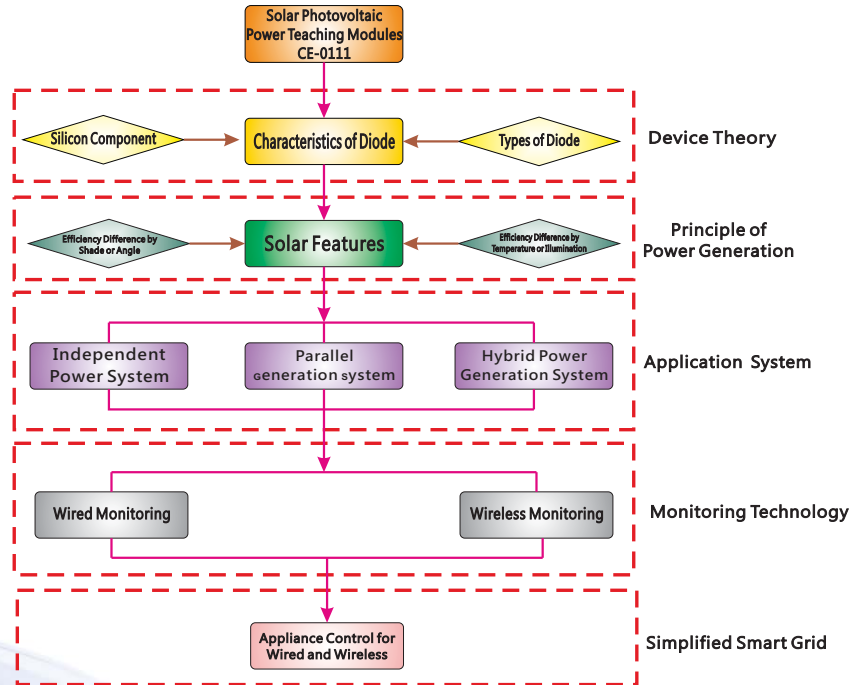 Solar Photovoltaic
Power Teaching Modules
CE-0111
Silicon Component
Characteristics of Diode
Types of Diode
Device Theory
Efficiency Difference by
Shade or Angle
Solar Features
Efficiency Difference by
Temperature or Illumination
Principle of
Power Generation
Independent
Power System
Parallel
Generation system
Hybrid Power
Generation System
Application System
Wired Monitoring
Wireless Monitoring
Monitoring Technology
Appliance Control for
Wired and Wireless
Simplified Smart Grid